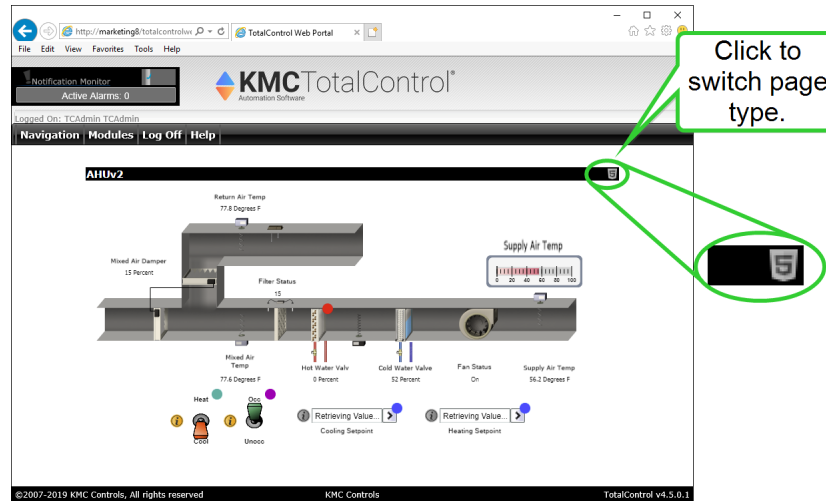 http://marketing8/totalcontrolwe
TotalControl Web Portal
File Edit View Favorites Tools Help
Click to
switch page
type.
Notification Monitor
Active Alarms: 0
KMC TotalControl
Automation Software
Logged On: TCAdmin TCAdmin
Navigation Modules Log Off Help
AHUv2
5
Return Air Temp
77.8 Degrees F
Mixed Air Damper
15 Percent
Filter Status
15
Supply Air Temp
0 20 40 60 80 100
5
Mixed Air
Temp
77.6 Degrees F
Hot Water Valv
0 Percent
Cold Water Valve
52 Percent
Fan Status
On
Supply Air Temp
56.2 Degrees F
Heat
Cool
Occ
Unocc
Retrieving Value...
Cooling Setpoint
Retrieving Value...
Heating Setpoint
©2007-2019 KMC Controls, All rights reserved
KMC Controls
TotalControl v4.5.0.1